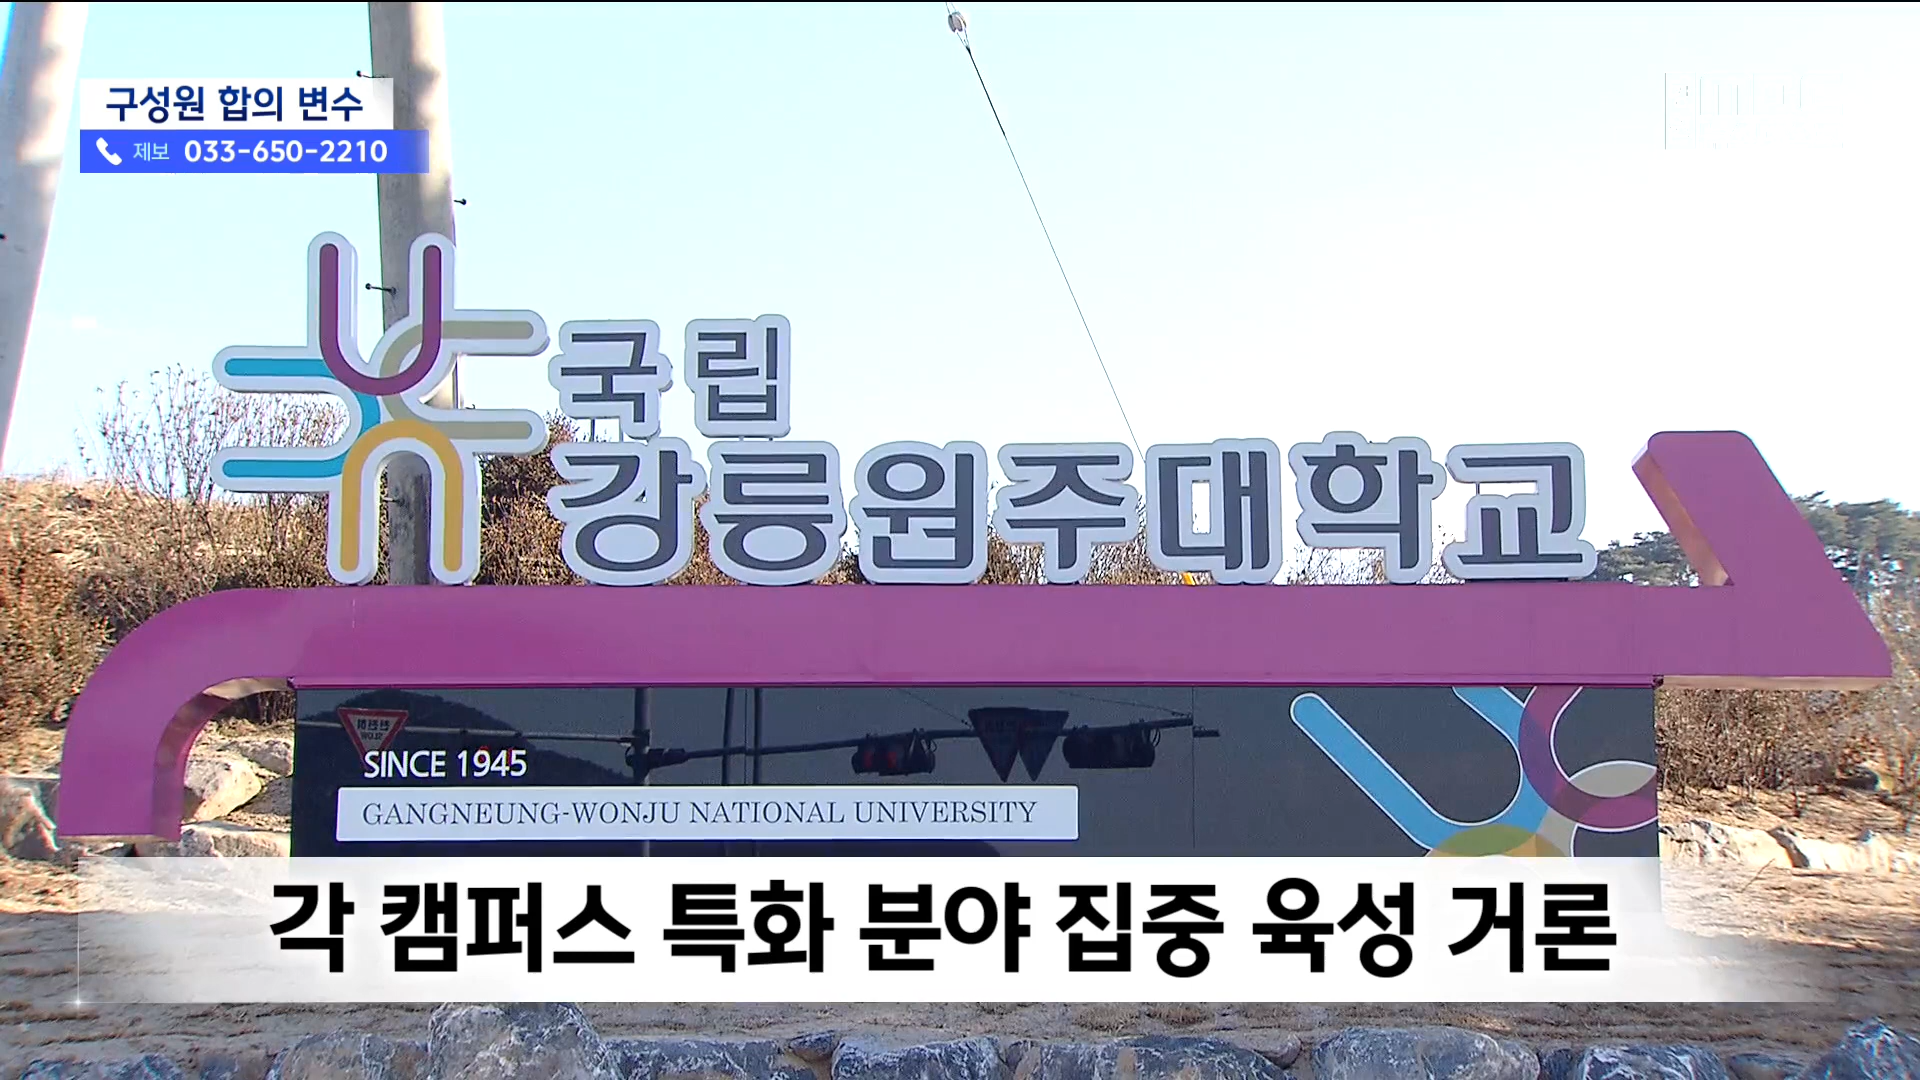 구성원 합의 변수
제보 033-650-2210
국립
강릉원주대학교
SINCE 1945
GANGNEUNG-WONJU NATIONAL UNIVERSITY
각 캠퍼스 특화 분야 집중 육성 거론